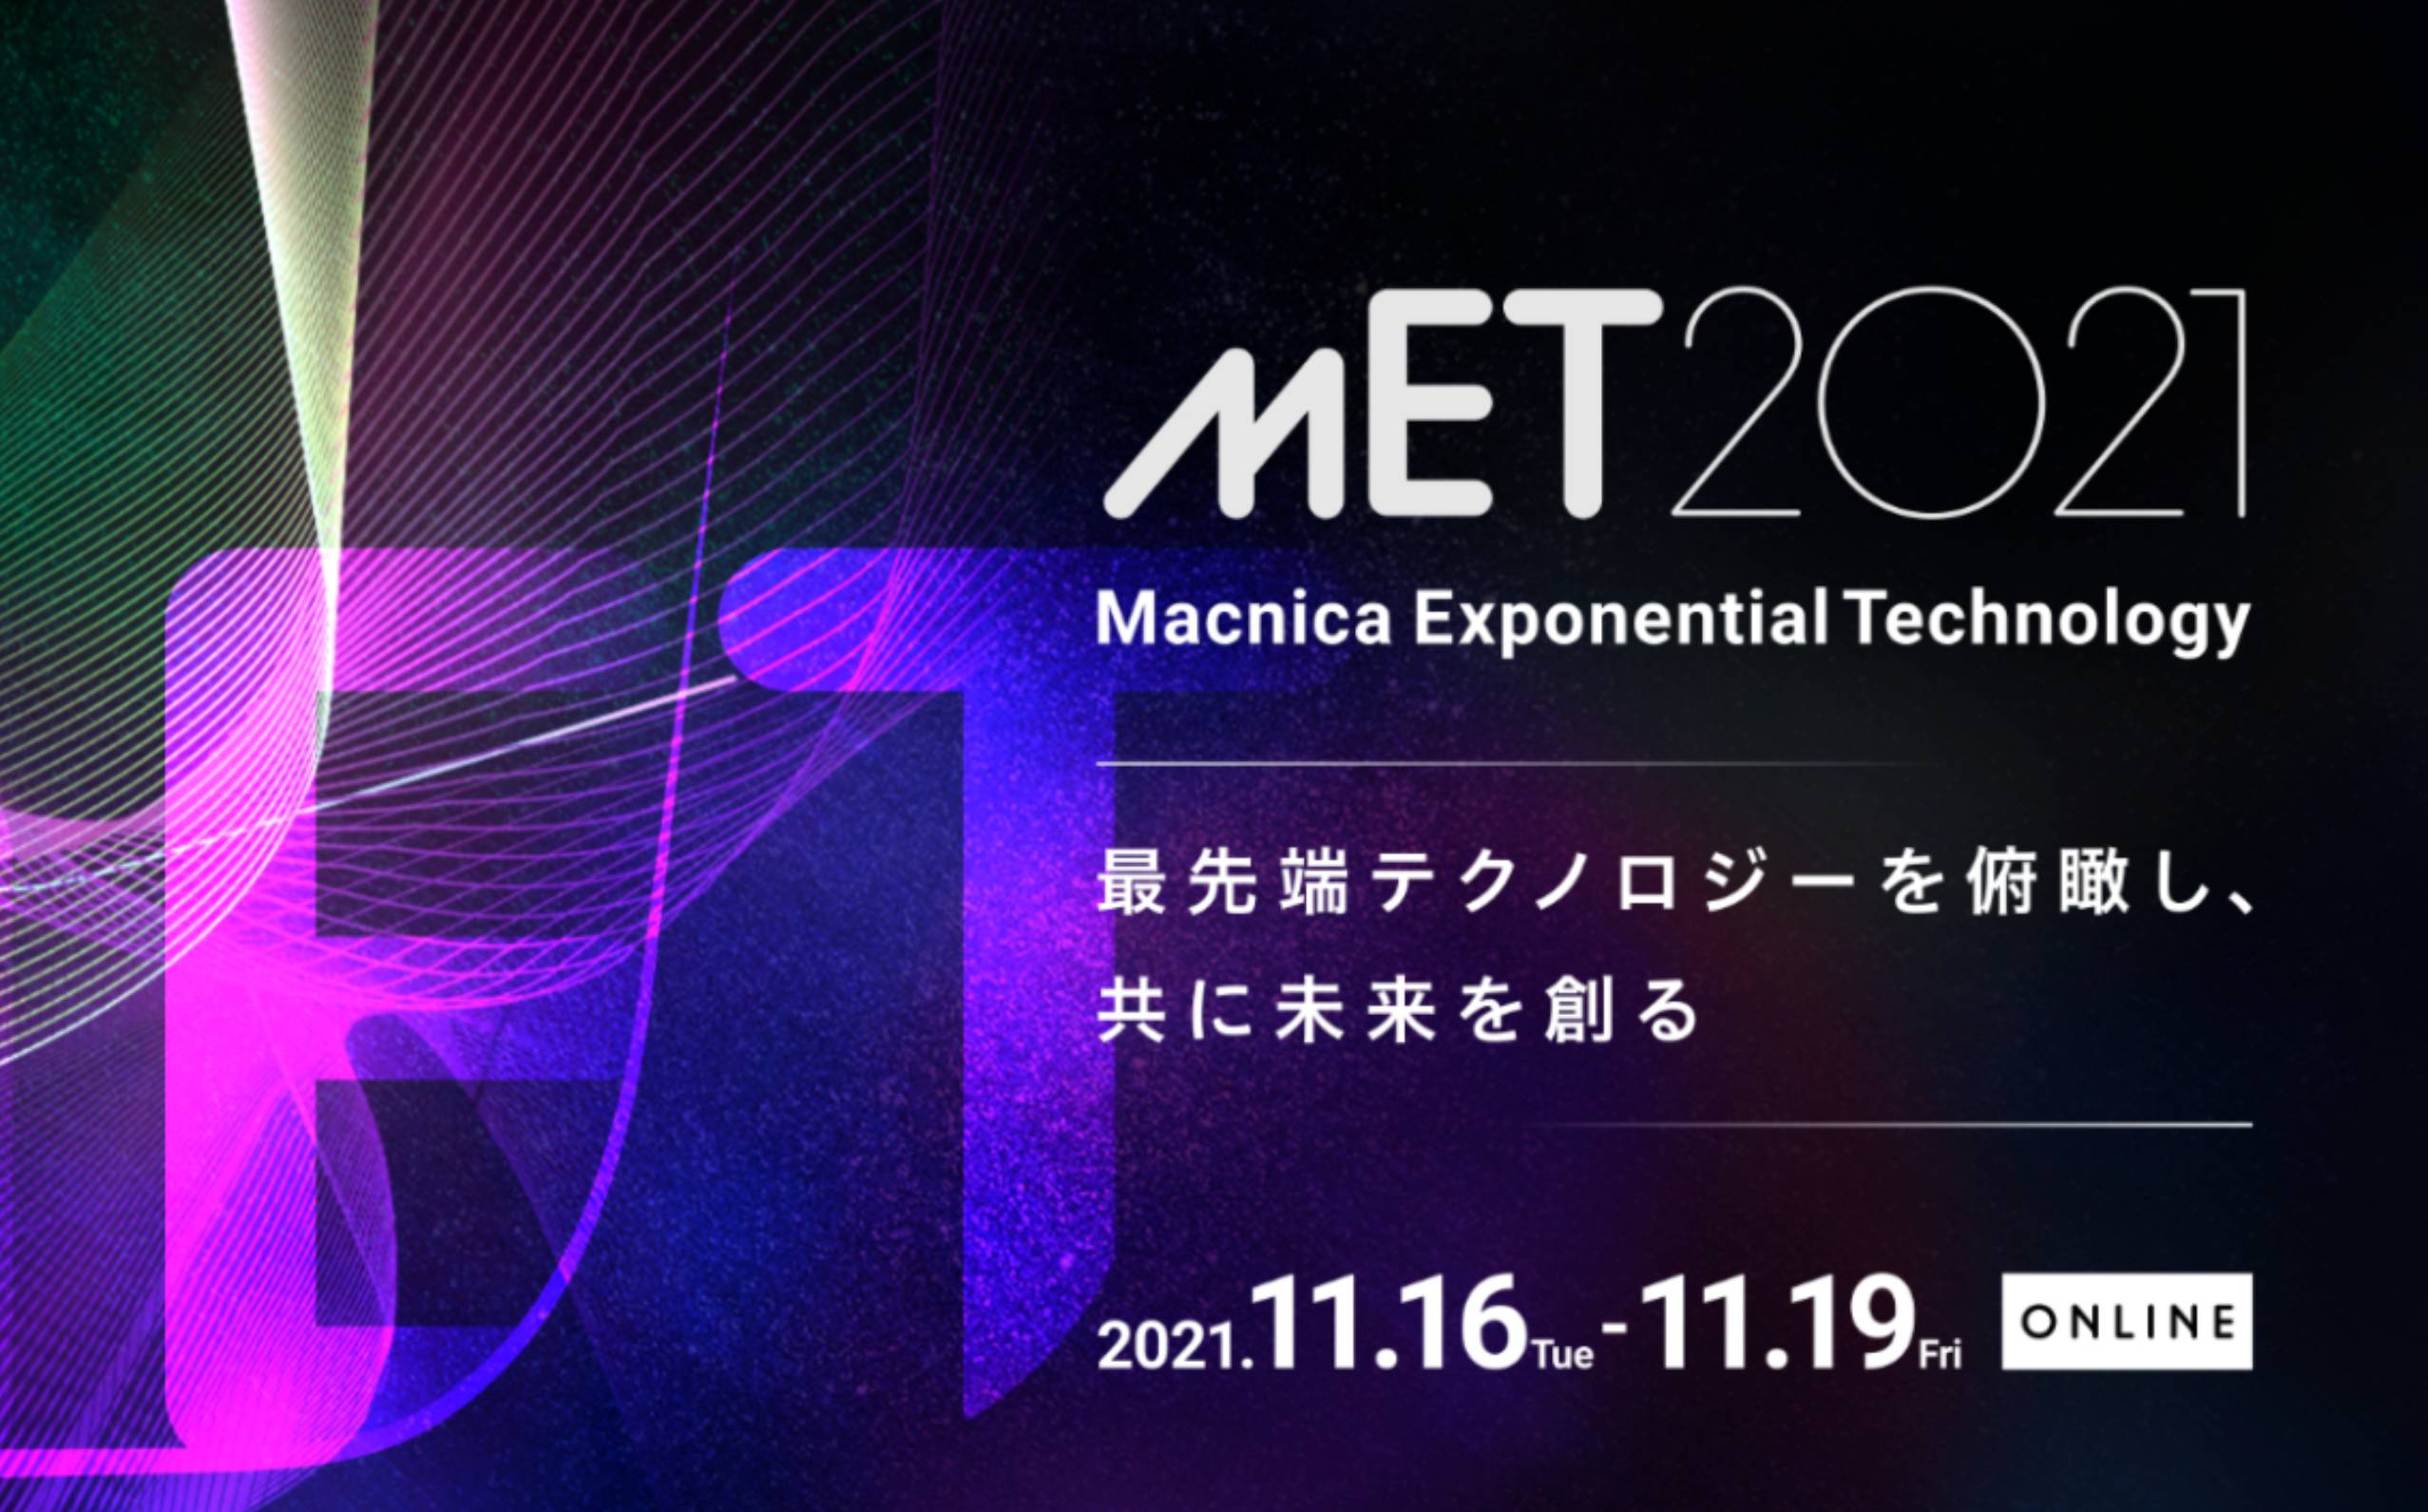 MET2021
Macnica Exponential Technology
最先端テクノロジーを俯瞰し、
共に未来を創る
2021.11.16Tue-11.19Fri ONLINE
ET